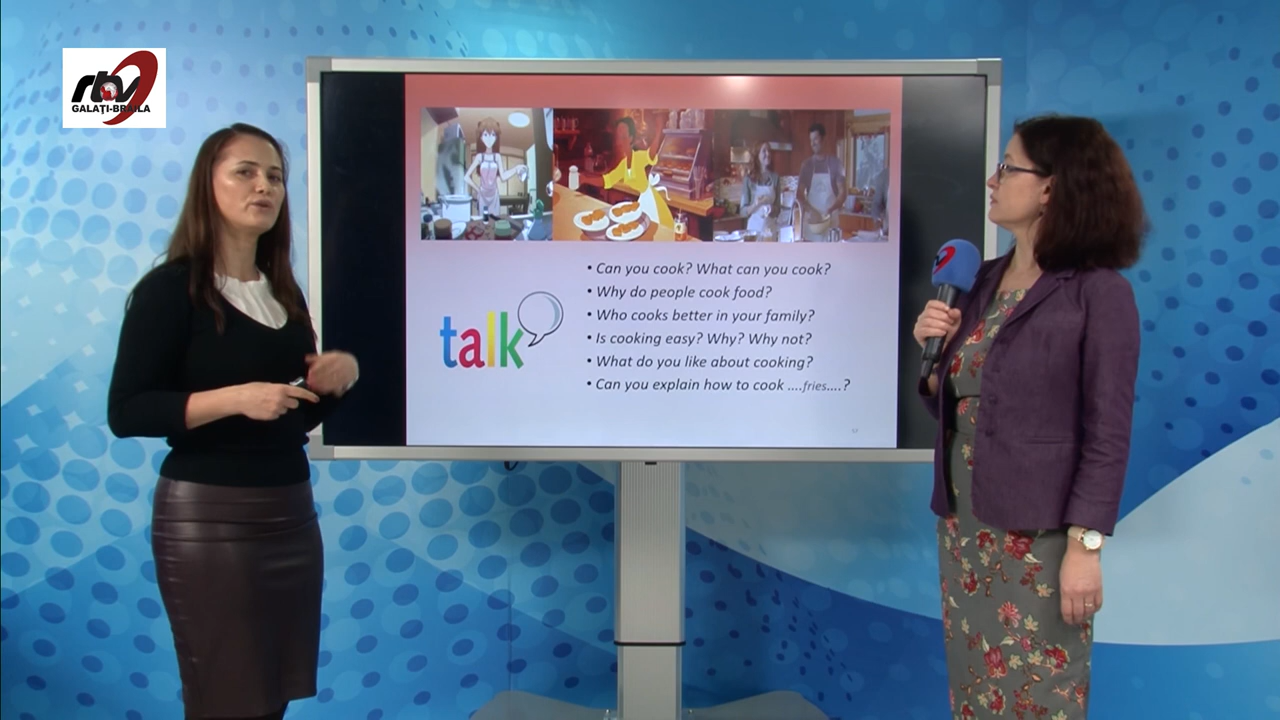 rtv
GALAȚI-BRĂILA
• Can you cook? What can you cook?
• Why do people cook food?
• Who cooks better in your family?
• Is cooking easy? Why? Why not?
• What do you like about cooking?
• Can you explain how to cook ....fries....?
talk